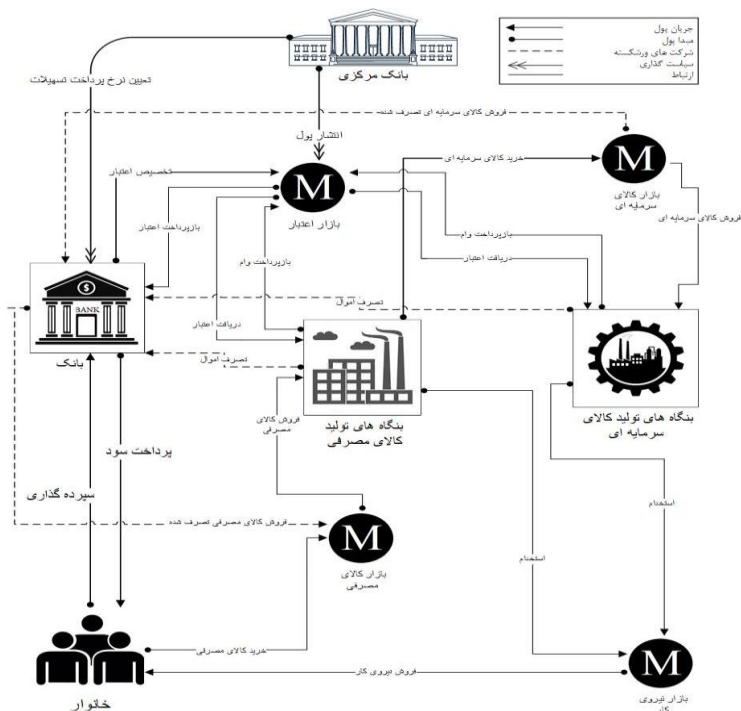 جریان پول
مبدا پول
شرکت های ورشکسته
سیاست گذاری
ارتباط
بانک مرکزی
تعیین نرخ پرداخت تسهیلات
انتشار پول
فروش کالای سرمایه ای تصرف شده
خرید کالای سرمایه ای
M
بازار کالای
سرمایه ای
فروش کالای سرمایه ای
تخصیص اعتبار
M
بازار اعتبار
بازپرداخت اعتبار
بازپرداخت وام
بازپرداخت وام
دریافت اعتبار
$
BANK
بانک
تصرف اموال
دریافت اعتبار
تصرف اموال
بنگاه های تولید
کالای مصرفی
بنگاه های تولید کالای
سرمایه ای
فروش کالای
مصرفی
پرداخت سود
سپرده گذاری
فروش کالای مصرفی تصرف شده
M
بازار کالای
مصرفی
استخدام
استخدام
خرید کالای مصرفی
خانوار
فروش نیروی کار
M
بازار نیروی
کار